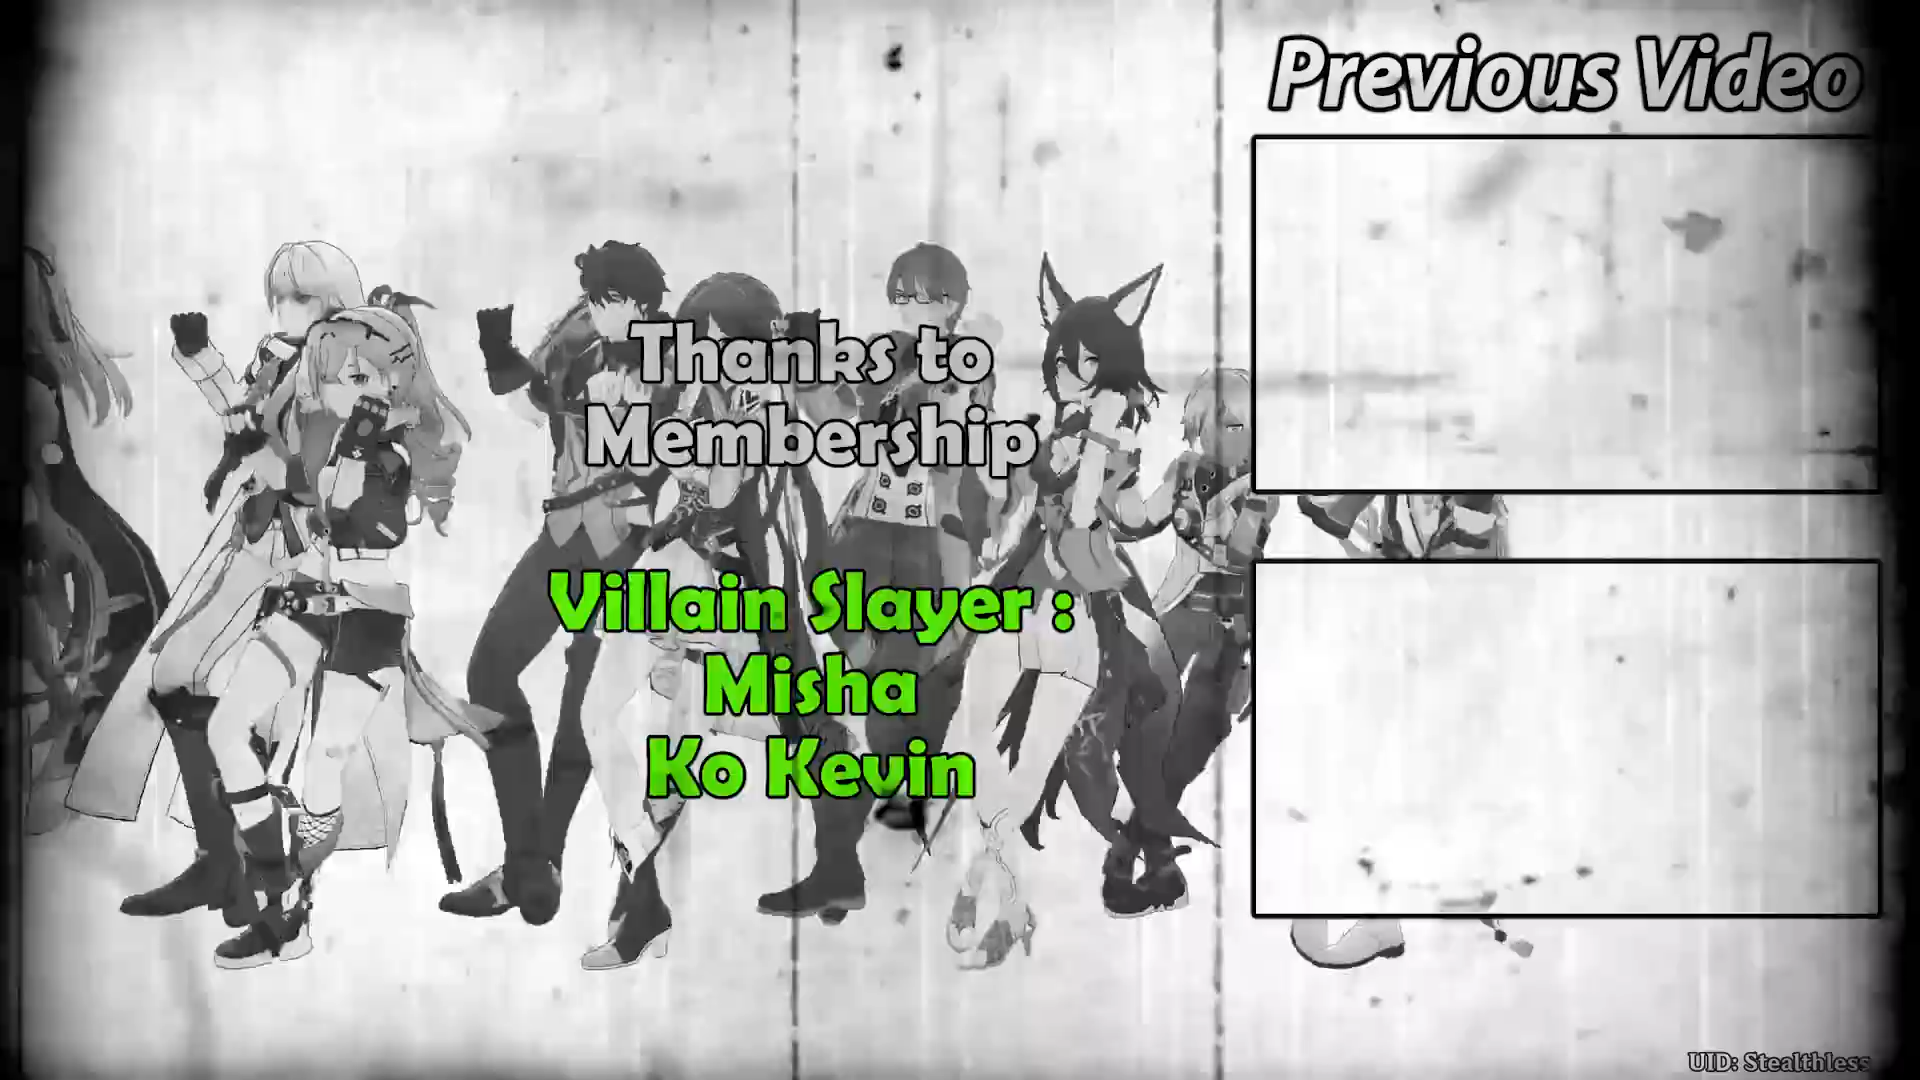 Previous Video
Thanks to
Membership
Villain Slayer :
Misha
Ko Kevin
UID: Stealthless